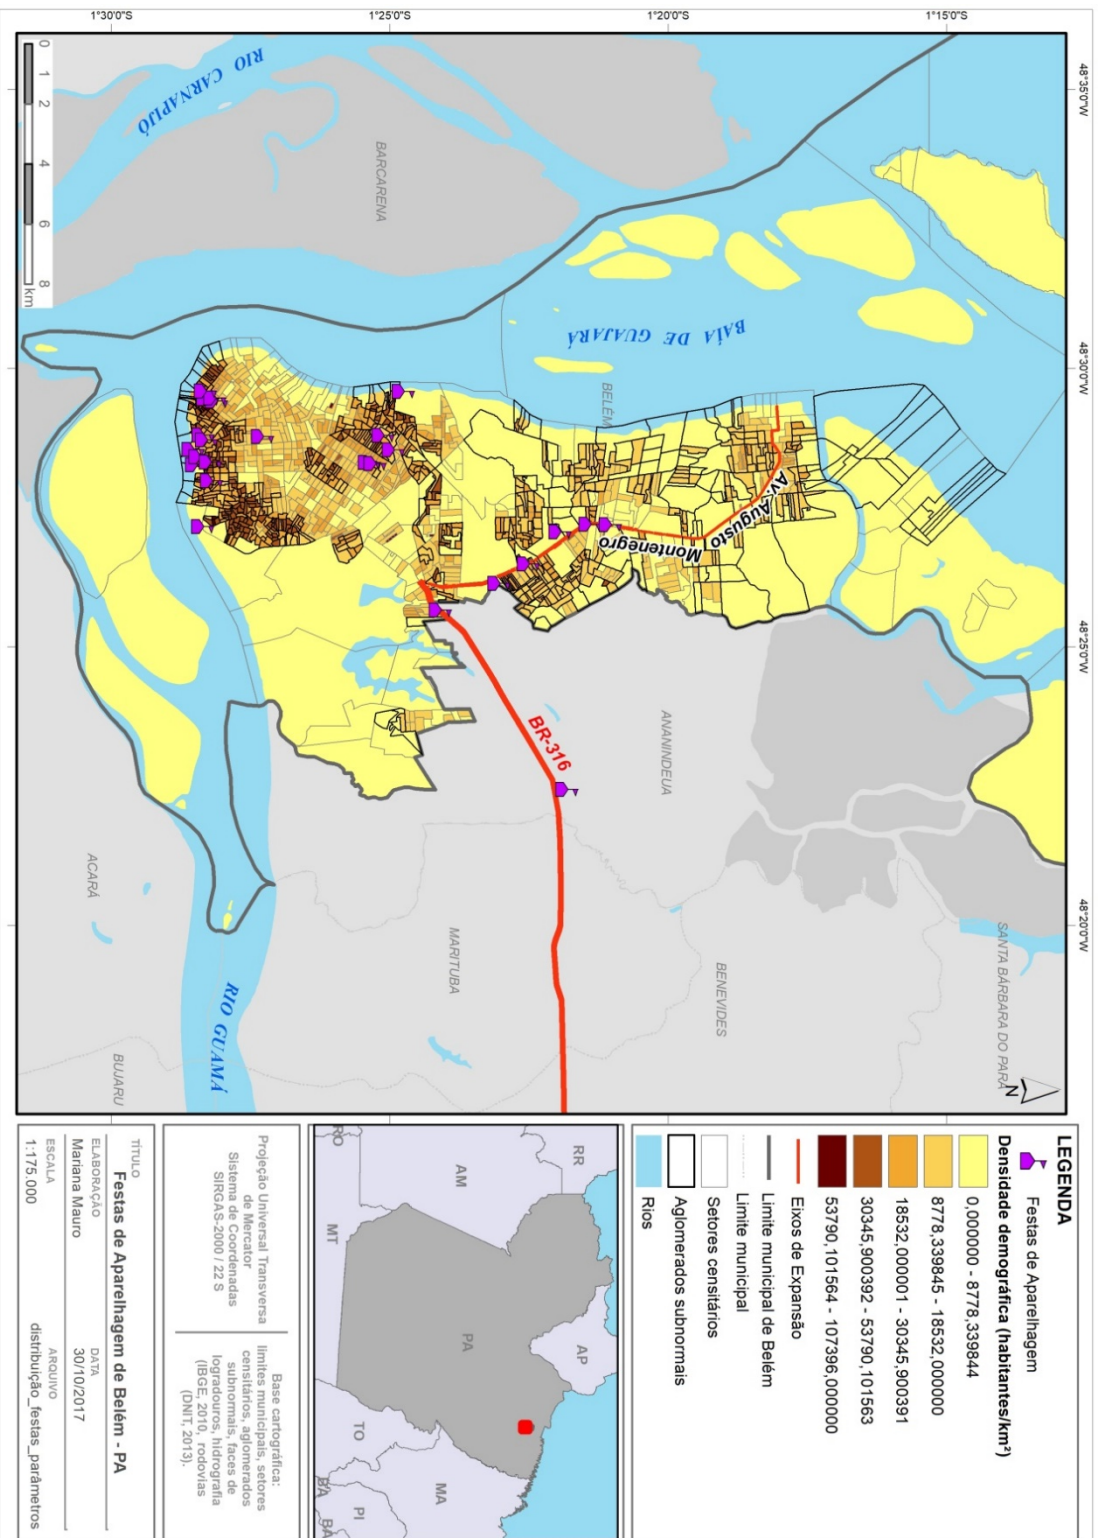 48°35'0"W
48°30'0"W
48°25'0"W
48°20'0"W
1°15'0"S
1°20'0"S
1°25'0"S
1°30'0"S
BAÍA DE GUAJARÁ
RIO CARNAPIJÓ
RIO GUAMÁ
BARCARENA
BELÉM
ANANINDEUA
MARITUBA
BENEVIDES
SANTA BÁRBARA DO PARÁ
ACARÁ
BUJARU
Av. Augusto
Montenegro
BR-316
N
0 1 2 4 6 8
km
LEGENDA
Festas de Aparelhagem
Densidade demográfica (habitantes/km²)
0,000000 - 8778,339844
8778,3398445 - 18532,000000
18532,000001 - 30345,900391
30345,900392 - 53790,101563
53790,101564 - 107396,000000
Eixos de Expansão
Limite municipal de Belém
Limite municipal
Setores censitários
Aglomerados subnormais
Rios
RR
AP
AM
PA
MA
RO
MT
TO
PI
BA
BA
Projeção Universal Transversa
de Mercator
Sistema de Coordenadas
SIRGAS-2000 / 22 S
Base cartográfica:
limites municipais, setores
censitários, aglomerados
subnormais, faces de
logradouros, hidrografia
(IBGE, 2010, rodovias
(DNIT, 2013).
TÍTULO
Festas de Aparelhagem de Belém - PA
ELABORAÇÃO
Mariana Mauro
DATA
30/10/2017
ESCALA
1:175.000
ARQUIVO
distribuição_festas_parâmetros